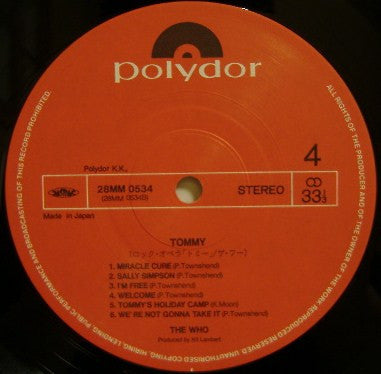 polydor
Polydor K.K.
4
28MM 0534
(28MM 0534B)
STEREO
33 1/3
Made in Japan
TOMMY
(ロック・オペラ"トミー"/ザ・フー)
1. MIRACLE CURE (P.Townshend)
2. SALLY SIMPSON (P.Townshend)
3. I'M FREE (P.Townshend)
4. WELCOME (P.Townshend)
5. TOMMY'S HOLIDAY CAMP (K.Moon)
6. WE'RE NOT GONNA TAKE IT (P.Townshend)
THE WHO
Produced by Kit Lambert
ALL RIGHTS OF THE PRODUCER AND OF THE OWNER OF THE WORK REPRODUCED RESERVED UNAUTHORISED COPYING, HIRING, LENDING, PUBLIC PERFORMANCE AND BROADCASTING OF THIS RECORD PROHIBITED.